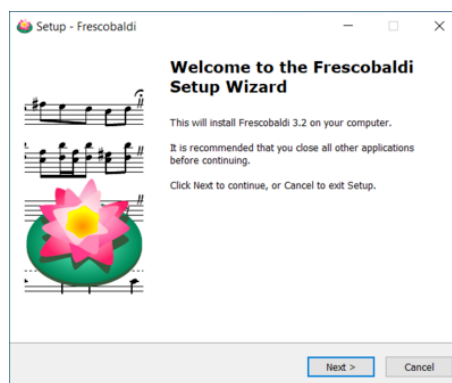 Setup - Frescobaldi
Welcome to the Frescobaldi
Setup Wizard
This will install Frescobaldi 3.2 on your computer.
It is recommended that you close all other applications
before continuing.
Click Next to continue, or Cancel to exit Setup.
Next >
Cancel